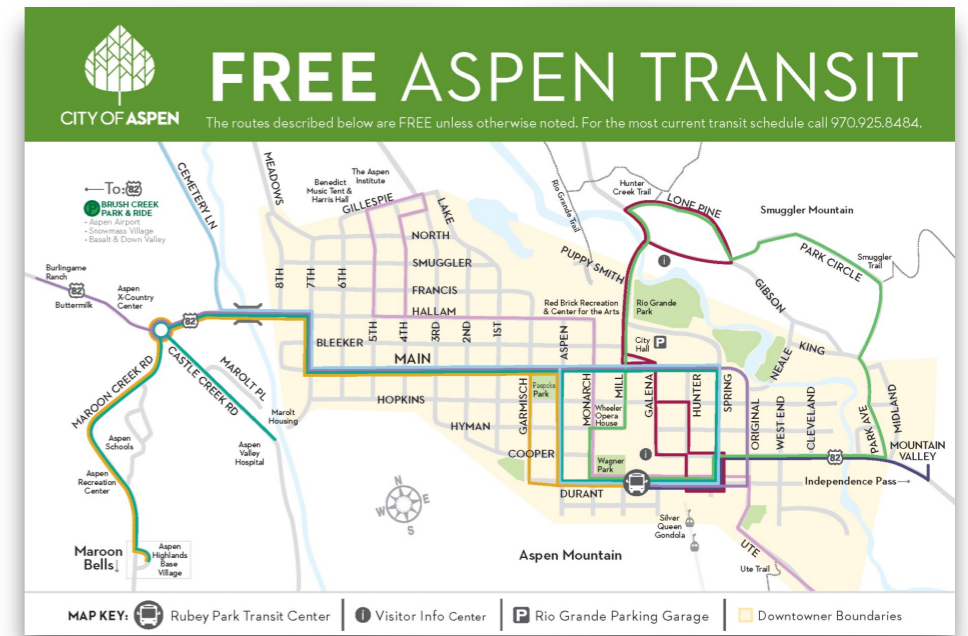 FREE ASPEN TRANSIT
CITY OF ASPEN
The routes described below are FREE unless otherwise noted. For the most current transit schedule call 970.925.8484.
←To: 82
P BRUSH CREEK
PARK & RIDE
- Aspen Airport
- Snowmass Village
- Basalt & Down Valley
CEMETERY LN
MEADOWS
The Aspen
Institute
Benedict
Music Tent &
Harris Hall
GILLESPIE
LAKE
NORTH
SMUGGLER
FRANCIS
HALLAM
8TH
7TH
6TH
5TH
4TH
3RD
2ND
1ST
BLEEKER
MAIN
HOPKINS
HYMAN
COOPER
DURANT
Rio Grande Trail
Hunter
Creek Trail
LONE PINE
Smuggler Mountain
PUPPY SMITH
PARK CIRCLE
Smuggler
Trail
GIBSON
Red Brick Recreation
& Center for the Arts
Rio Grande
Park
City
Hall
P
KING
NEALE
Burlingame
Ranch
82
Buttermilk
Aspen
X-Country
Center
82
MAROON CREEK RD
CASTLE CREEK RD
MAROLT PL
Marolt
Housing
Aspen
Valley
Hospital
Aspen
Schools
Aspen
Recreation
Center
Maroon
Bells↓
Aspen
Highlands
Base
Village
GARMISCH
Paepcke
Park
ASPEN
MONARCH
MILL
Wheeler
Opera
House
Wagner
Park
GALENA
HUNTER
SPRING
ORIGINAL
WEST END
CLEVELAND
PARK AVE
MIDLAND
MOUNTAIN
VALLEY
82
Independence Pass→
Silver
Queen
Gondola
UTE
Ute Trail
Aspen Mountain
N
E
S
W
MAP KEY: Rubey Park Transit Center | i Visitor Info Center | P Rio Grande Parking Garage | Downtowner Boundaries